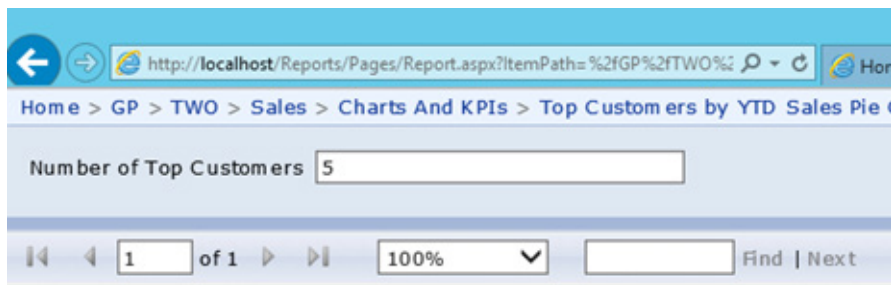 http://localhost/Reports/Pages/Report.aspx?ItemPath=%2fGP%2fTWO%2 Hor
Home > GP > TWO > Sales > Charts And KPIs > Top Customers by YTD Sales Pie
Number of Top Customers 5
1 of 1 100% Find | Next